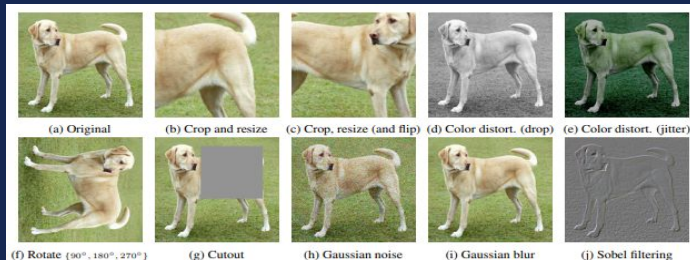 (a) Original
(b) Crop and resize
(c) Crop, resize (and flip)
(d) Color distort. (drop)
(e) Color distort. (jitter)
(f) Rotate {90°, 180°, 270°}
(g) Cutout
(h) Gaussian noise
(i) Gaussian blur
(j) Sobel filtering